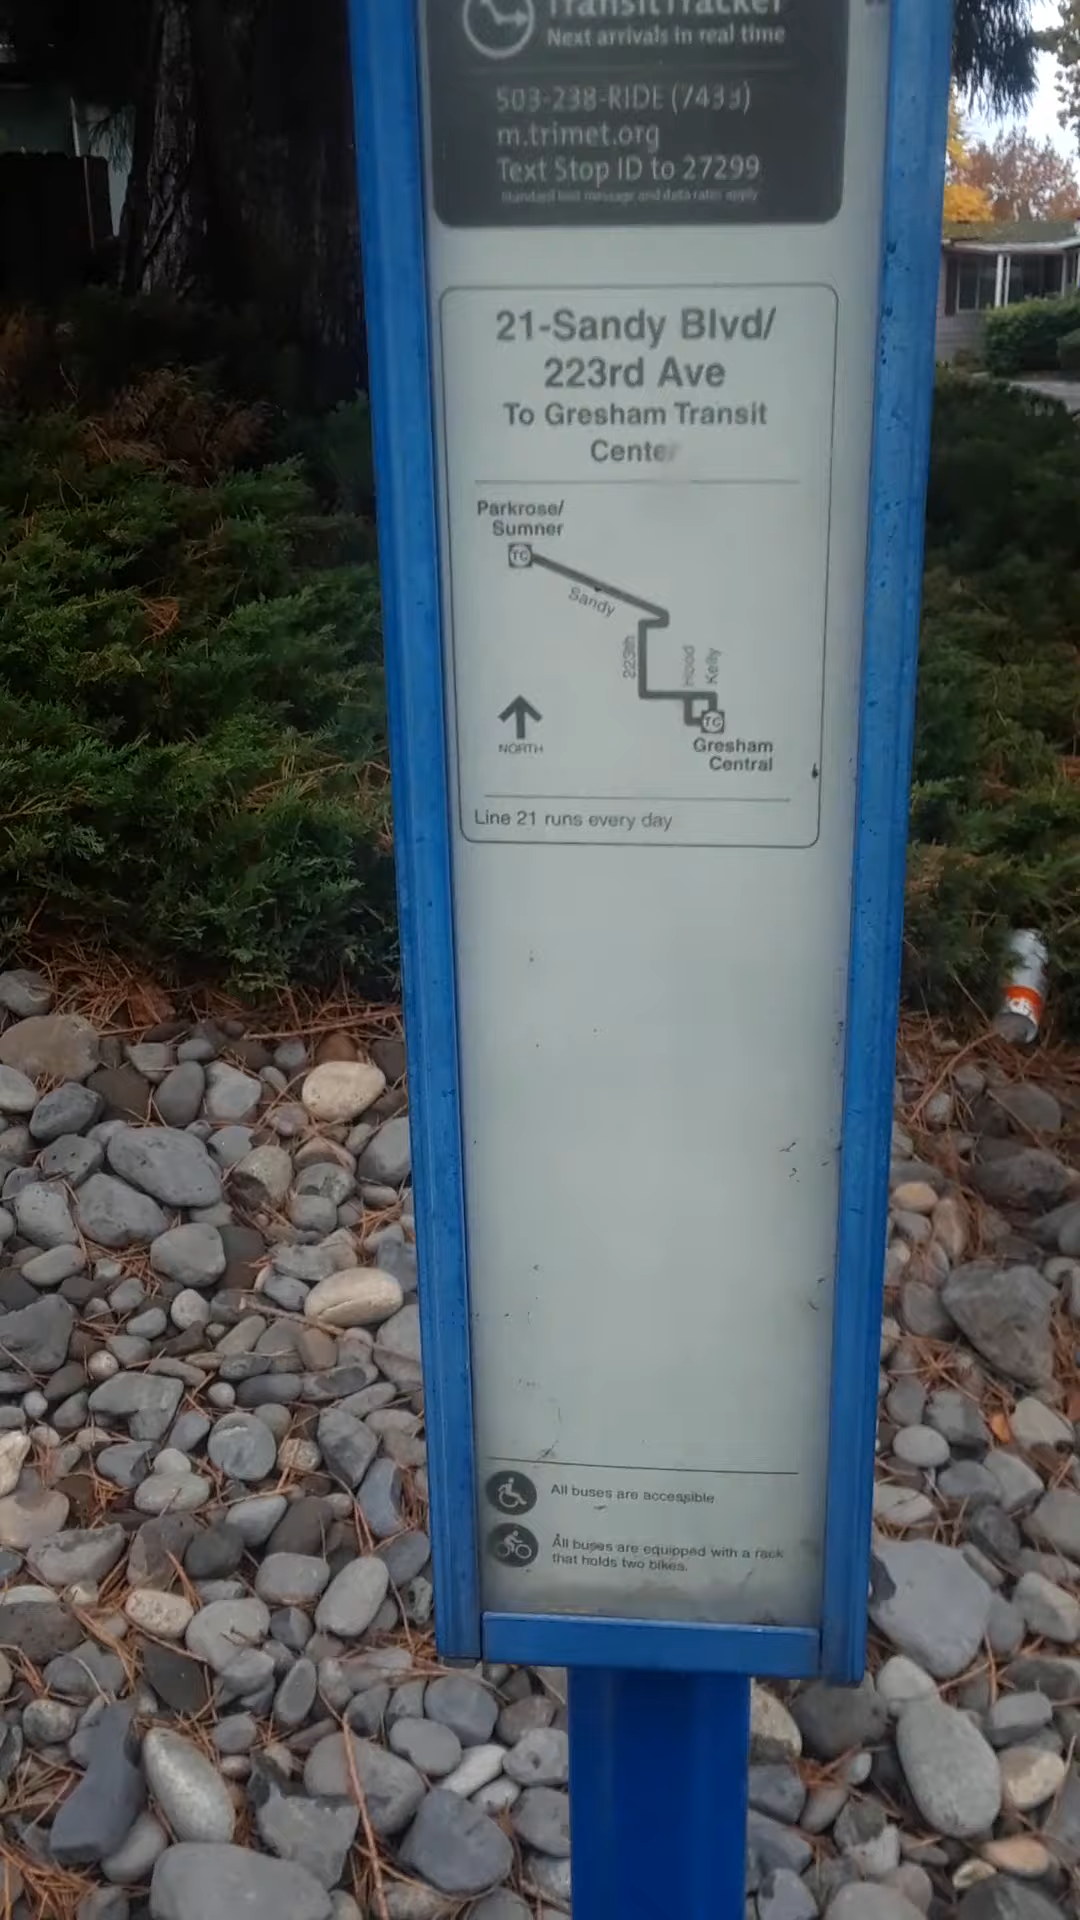 TransitTracker
Next arrivals in real time
503-238-RIDE (7433)
m.trimet.org
Text Stop ID to 27299
Standard text message and data rates apply
21-Sandy Blvd/
223rd Ave
To Gresham Transit
Center
Parkrose/
Sumner
TC
Sandy
223th
Hood
Kelly
TC
NORTH
Gresham
Central
Line 21 runs every day
All buses are accessible
All buses are equipped with a rack
that holds two bikes.